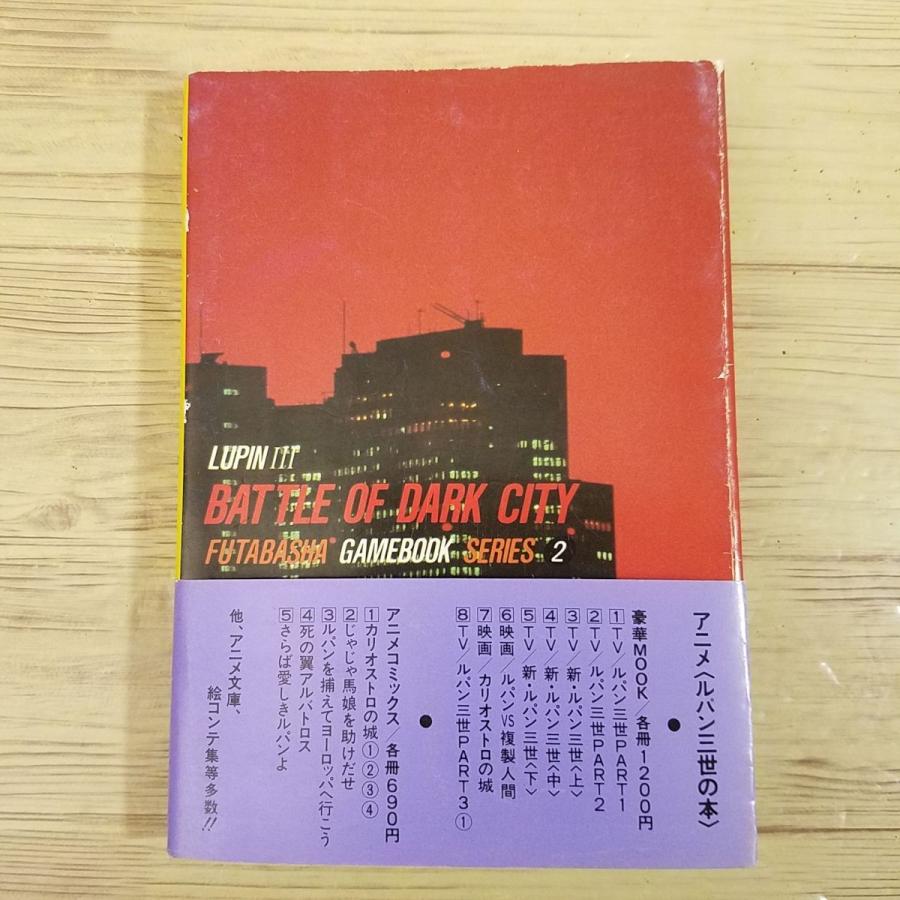 LUPIN III
BATTLE OF DARK CITY
FUTABASHA GAMEBOOK SERIES 2
アニメ〈ルパン三世の本〉
●
豪華MOOK/各冊1200円
1TV/ルパン三世PART1
2TV/ルパン三世PART2
3TV/新・ルパン三世〈上〉
4TV/新・ルパン三世〈中〉
5TV/新・ルパン三世〈下〉
6映画/ルパンVS複製人間
7映画/カリオストロの城
8TV/ルパン三世PART3①
●
アニメコミックス/各冊690円
1カリオストロの城①②③④
2じゃじゃ馬娘を助けだせ
3ルパンを捕えてヨーロッパへ行こう
4死の翼アルバトロス
5さらば愛しきルパンよ
他、アニメ文庫、
絵コンテ集等多数!!